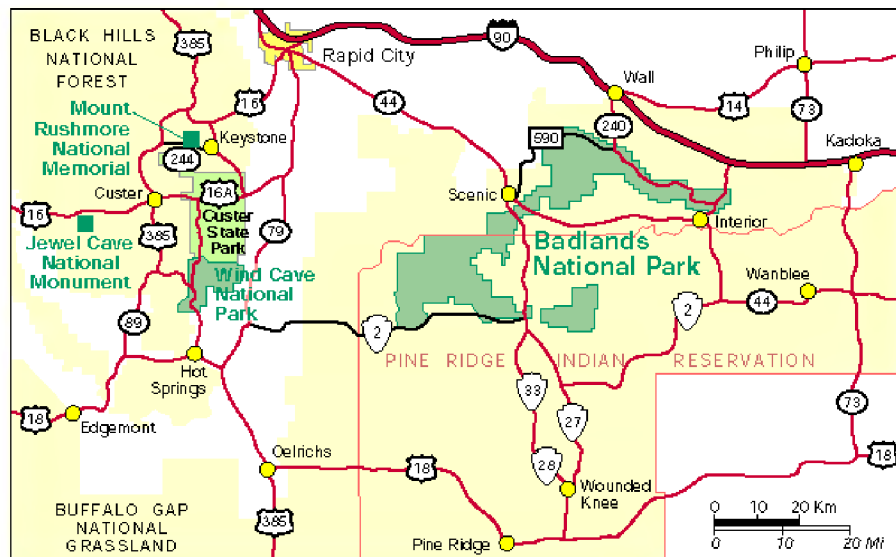 BLACK HILLS
NATIONAL
FOREST
385
90
Rapid City
Philip
Wall
44
16
14
73
Mount
Rushmore
National
Memorial
Keystone
244
590
240
Kadoka
Custer
16A
Scenic
16
Custer
State
Park
Interior
Jewel Cave
National
Monument
385
79
Badlands
National Park
Wind Cave
National
Park
Wanblee
44
89
2
2
PINE RIDGE INDIAN RESERVATION
Hot
Springs
33
27
73
18
Edgemont
Oelrichs
18
28
18
Wounded
Knee
BUFFALO GAP
NATIONAL
GRASSLAND
385
Pine Ridge
0 10 20 Km
0 10 20 Mi